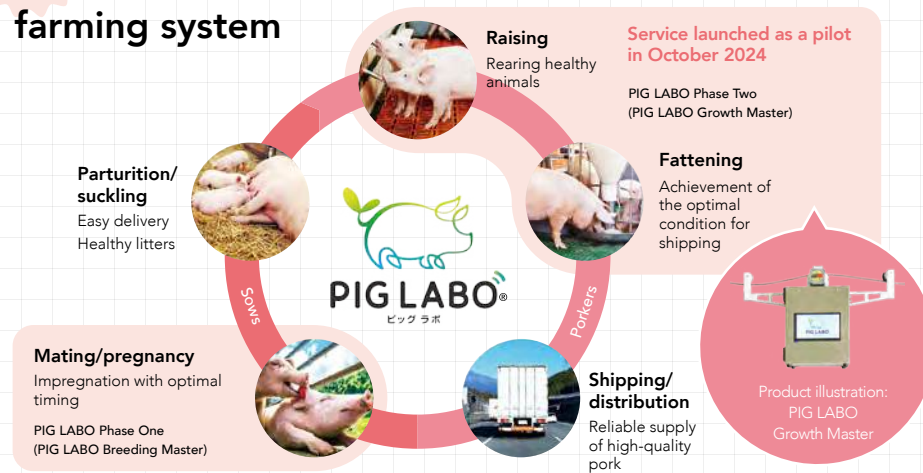 farming system
Raising
Rearing healthy
animals
Service launched as a pilot
in October 2024
PIG LABO Phase Two
(PIG LABO Growth Master)
Parturition/
suckling
Easy delivery
Healthy litters
Fattening
Achievement of
the optimal
condition for
shipping
PIG LABO®
ピッグ ラボ
Sows
Porkers
Mating/pregnancy
Impregnation with optimal
timing
PIG LABO Phase One
(PIG LABO Breeding Master)
Shipping/
distribution
Reliable supply
of high-quality
pork
PIG LABO
Product illustration:
PIG LABO
Growth Master